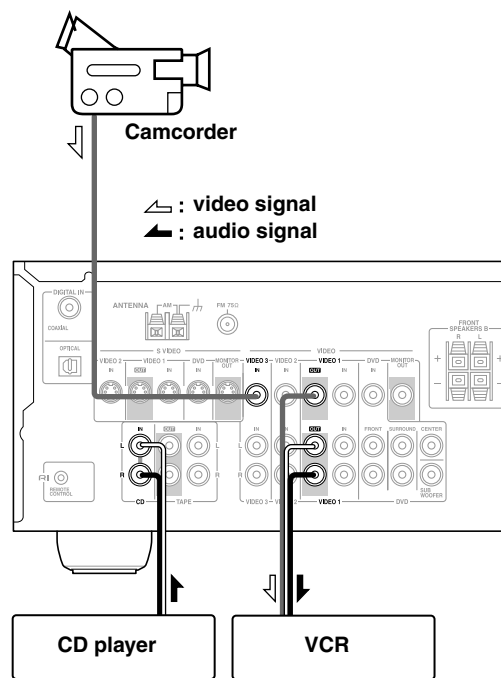 Camcorder
: video signal
: audio signal
DIGITAL IN
COAXIAL
OPTICAL
ANTENNA
AM
FM 75Ω
FRONT
SPEAKERS B
R L
+ +
− −
S VIDEO
VIDEO
VIDEO 2 VIDEO 1 DVD MONITOR OUT VIDEO 3 VIDEO 2 VIDEO 1 DVD MONITOR OUT
IN OUT IN IN IN IN OUT IN IN
IN OUT IN IN IN OUT IN FRONT SURROUND CENTER
L L L
R R R
SUB
WOOFER
RI
REMOTE
CONTROL
CD TAPE VIDEO 3 VIDEO 2 VIDEO 1 DVD
CD player
VCR